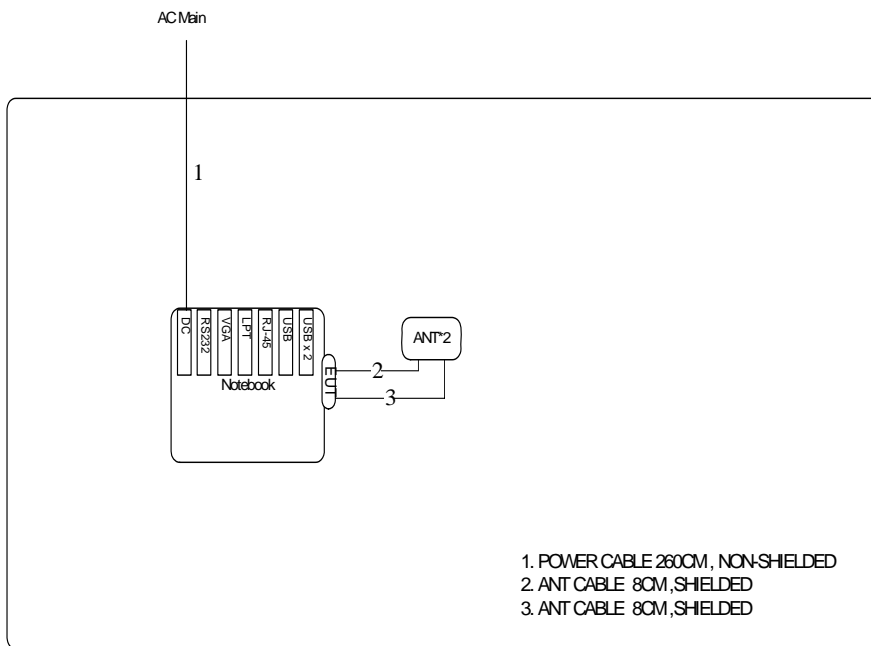 AC Main
1
DC
RS232
VGA
LPT
RJ-45
USB
USB x 2
Notebook
EUT
2
3
ANT*2
1. POWER CABLE 260CM, NON-SHIELDED
2. ANT CABLE 8CM,SHIELDED
3. ANT CABLE 8CM,SHIELDED